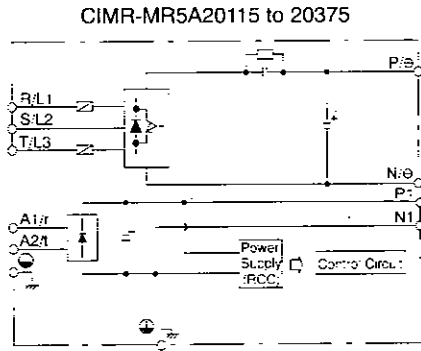 CIMR-MR5A20115 to 20375
P/⊕
R/L1
S/L2
T/L3
N/⊖
P1
A1/r
N1
A2/t
Power
Supply
(RCC)
Control Circuit